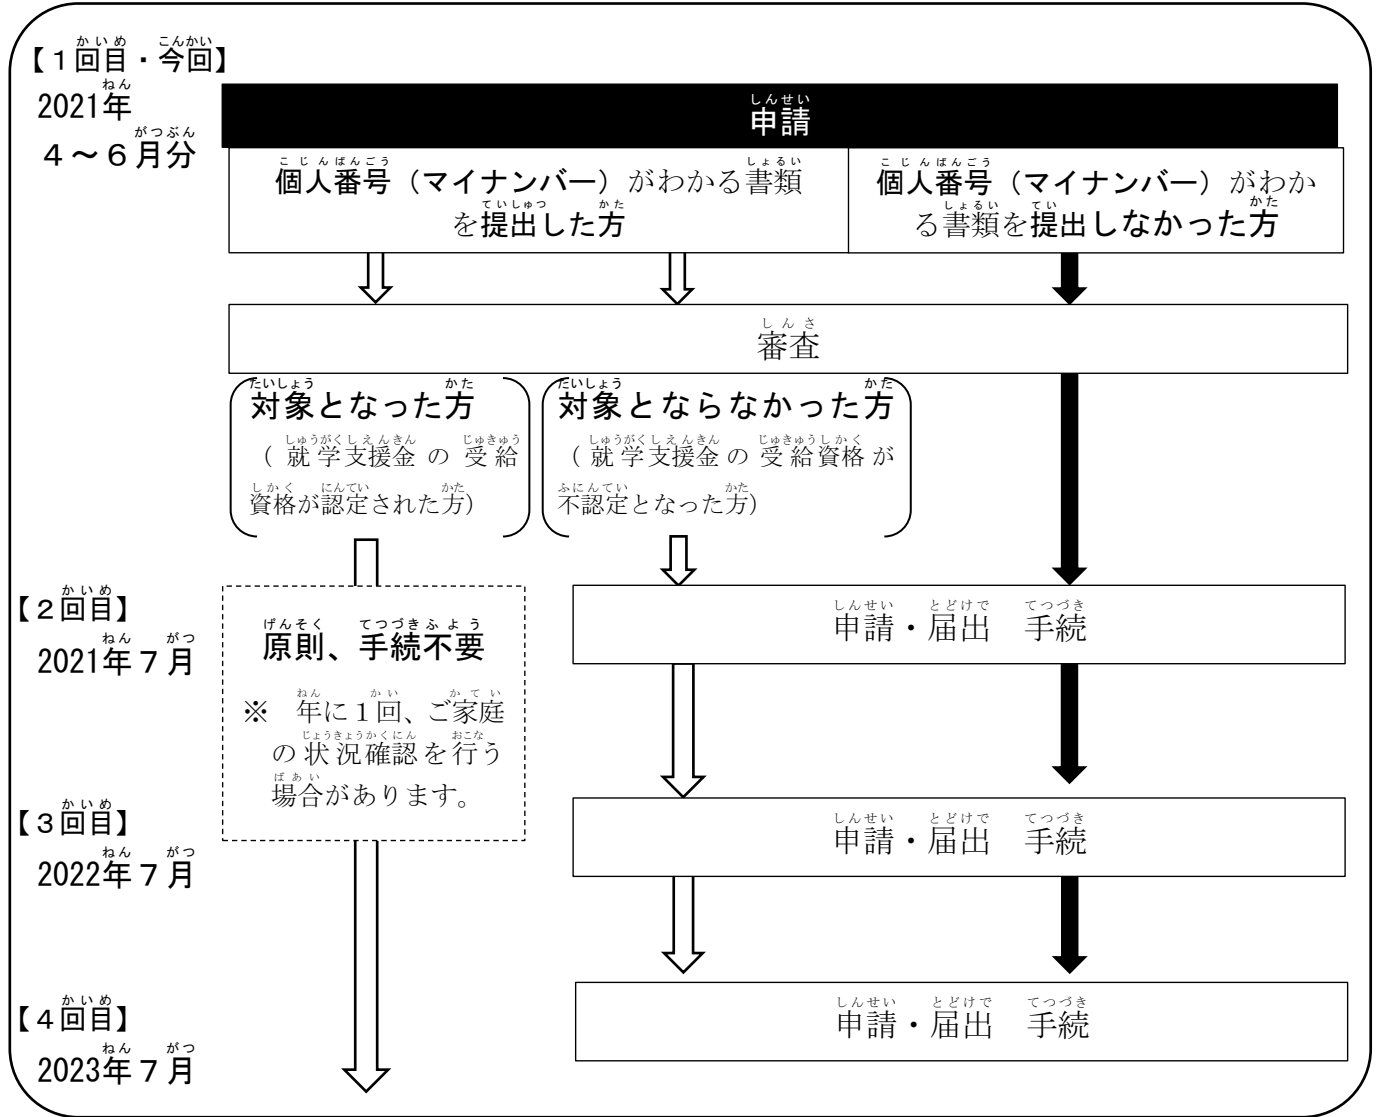 【１回目・今回】
2021年
４～６月分
申請
個人番号（マイナンバー）がわかる書類
を提出した方
個人番号（マイナンバー）がわか
る書類を提出しなかった方
審査
対象となった方
（就学支援金の受給
資格が認定された方）
対象とならなかった方
（就学支援金の受給資格が
不認定となった方）
【２回目】
2021年７月
原則、手続不要
※　年に１回、ご家庭
の状況確認を行う
場合があります。
申請・届出　手続
【３回目】
2022年７月
申請・届出　手続
【４回目】
2023年７月
申請・届出　手続